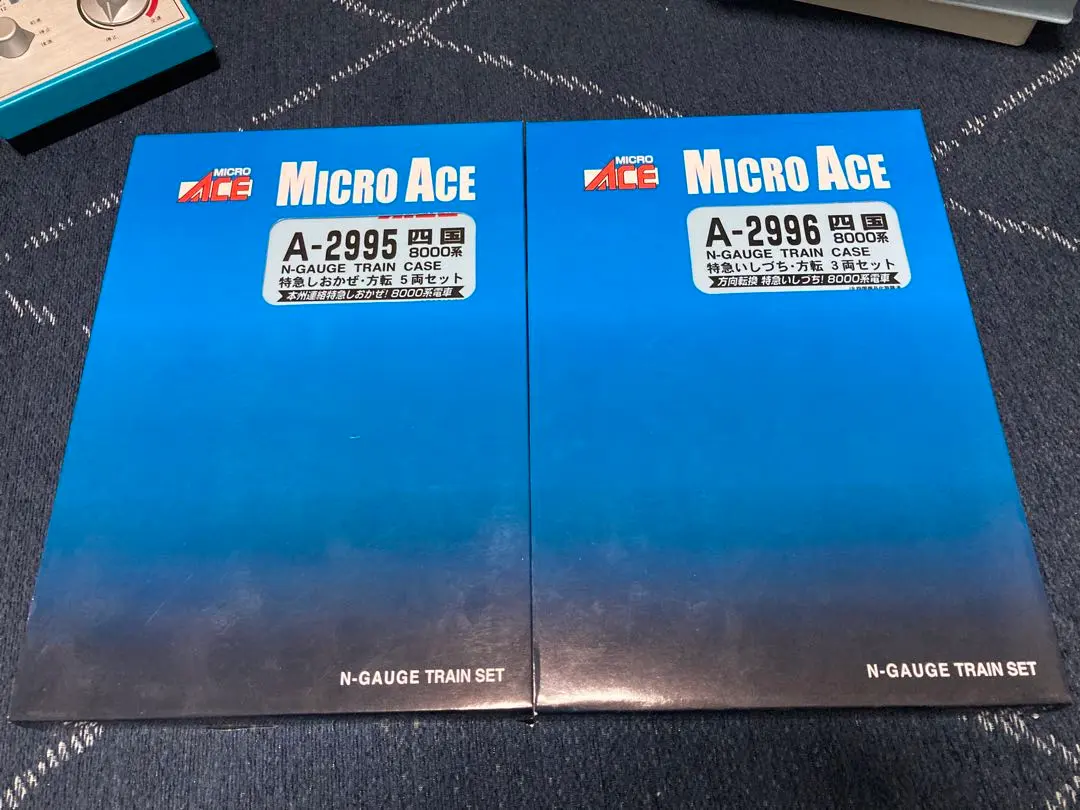 MICRO
ACE
MICRO ACE
A-2995 四国
8000系
N-GAUGE TRAIN CASE
特急しおかぜ・方転 5両セット
本州連絡特急しおかぜ! 8000系電車
N-GAUGE TRAIN SET
MICRO
ACE
MICRO ACE
A-2996 四国
8000系
N-GAUGE TRAIN CASE
特急いしづち・方転 3両セット
方向転換 特急いしづち! 8000系電車
N-GAUGE TRAIN SET
停止